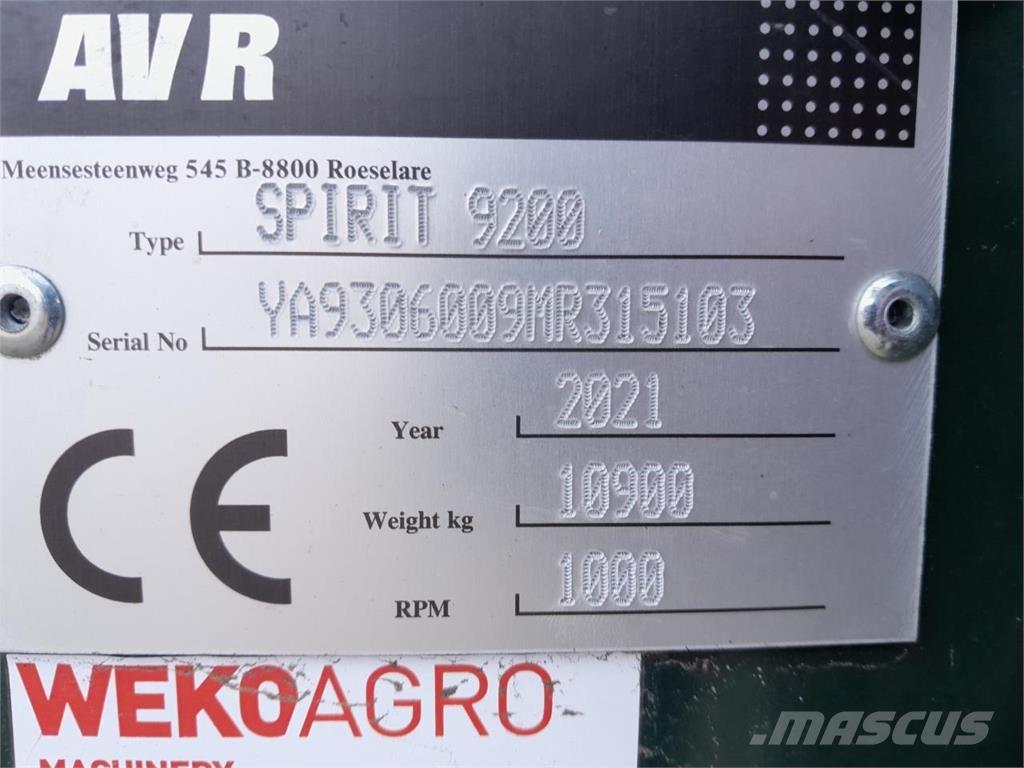 AVR
Meensesteenweg 545 B-8800 Roeselare
Type SPIRIT 9200
Serial No YA9306009MR315103
Year 2021
Weight kg 10900
CE
RPM 1000
WEKOAGRO
MACHINERY
MASCUS